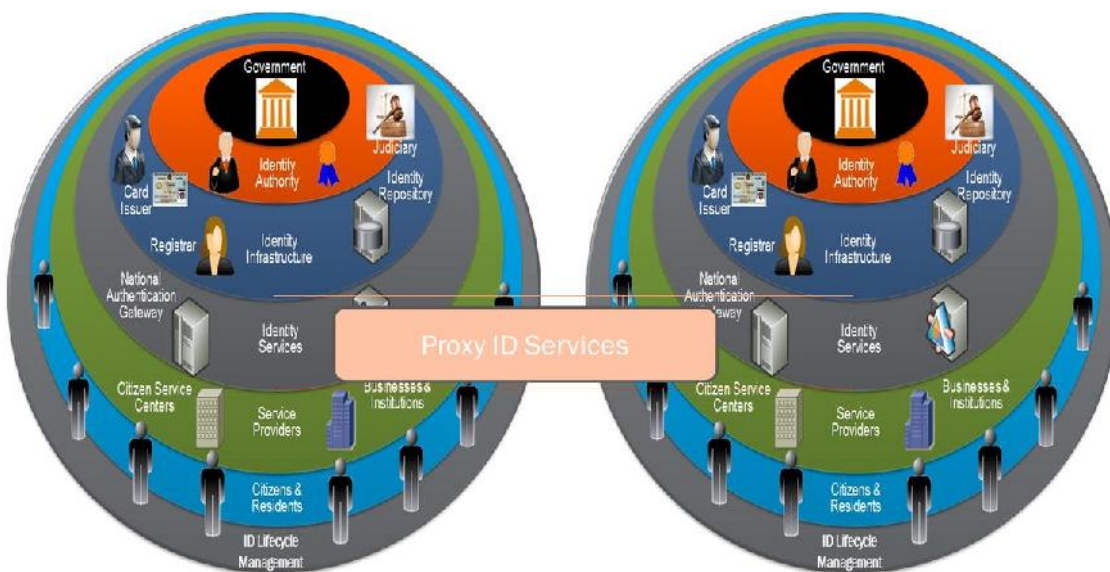 Government
Judiciary
Identity
Authority
Identity
Repository
Card
Issuer
Registrar
Identity
Infrastructure
National
Authentication
Gateway
Identity
Services
Citizen Service
Centers
Service
Providers
Businesses &
Institutions
Citizens &
Residents
ID Lifecycle
Management
Proxy ID Services
Government
Judiciary
Identity
Authority
Identity
Repository
Card
Issuer
Registrar
Identity
Infrastructure
National
Authentication
eway
Identity
Services
Citizen Service
Centers
Service
Providers
Businesses &
Institutions
Citizens &
Residents
ID Lifecycle
Management